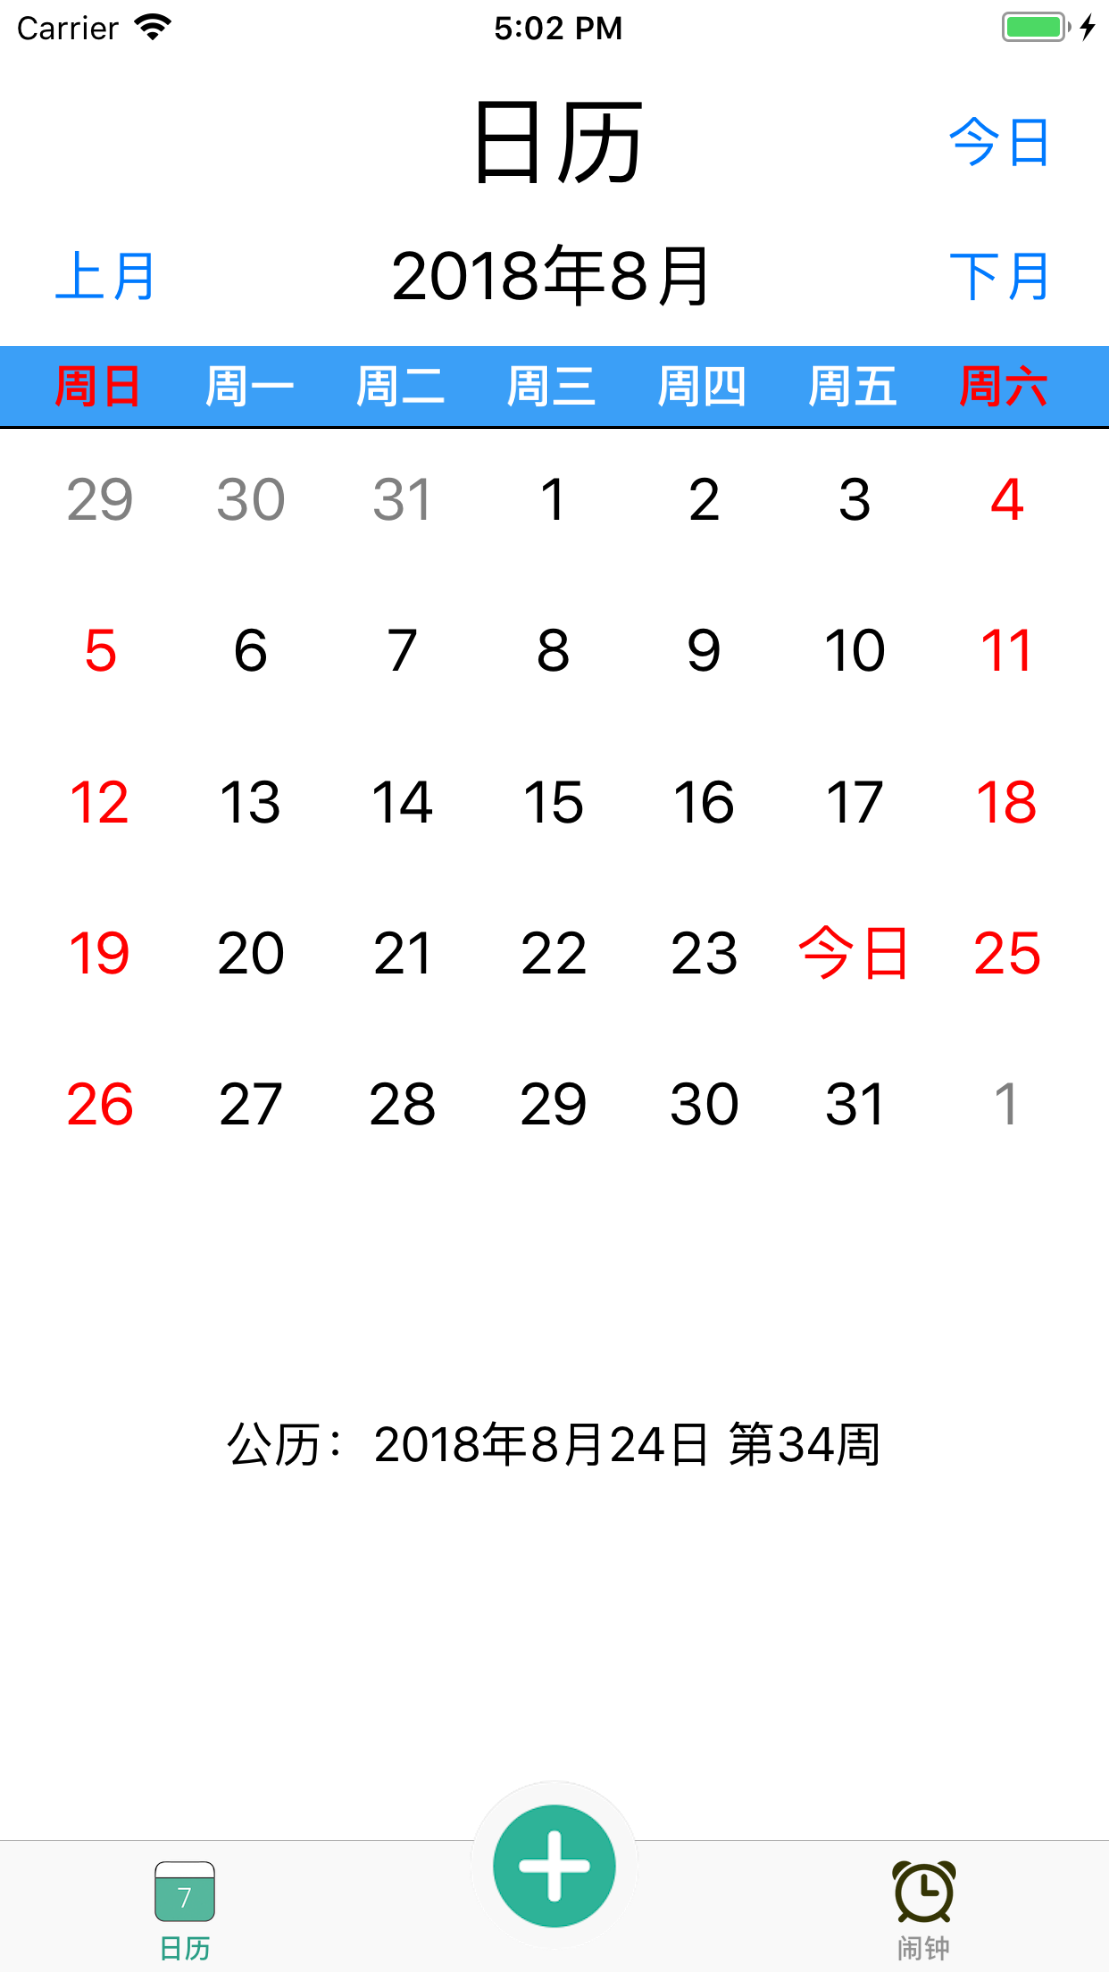 Carrier 5:02 PM
日历 今日
上月 2018年8月 下月
周日 周一 周二 周三 周四 周五 周六
29 30 31 1 2 3 4
5 6 7 8 9 10 11
12 13 14 15 16 17 18
19 20 21 22 23 今日 25
26 27 28 29 30 31 1
公历：2018年8月24日 第34周
7
日历 闹钟